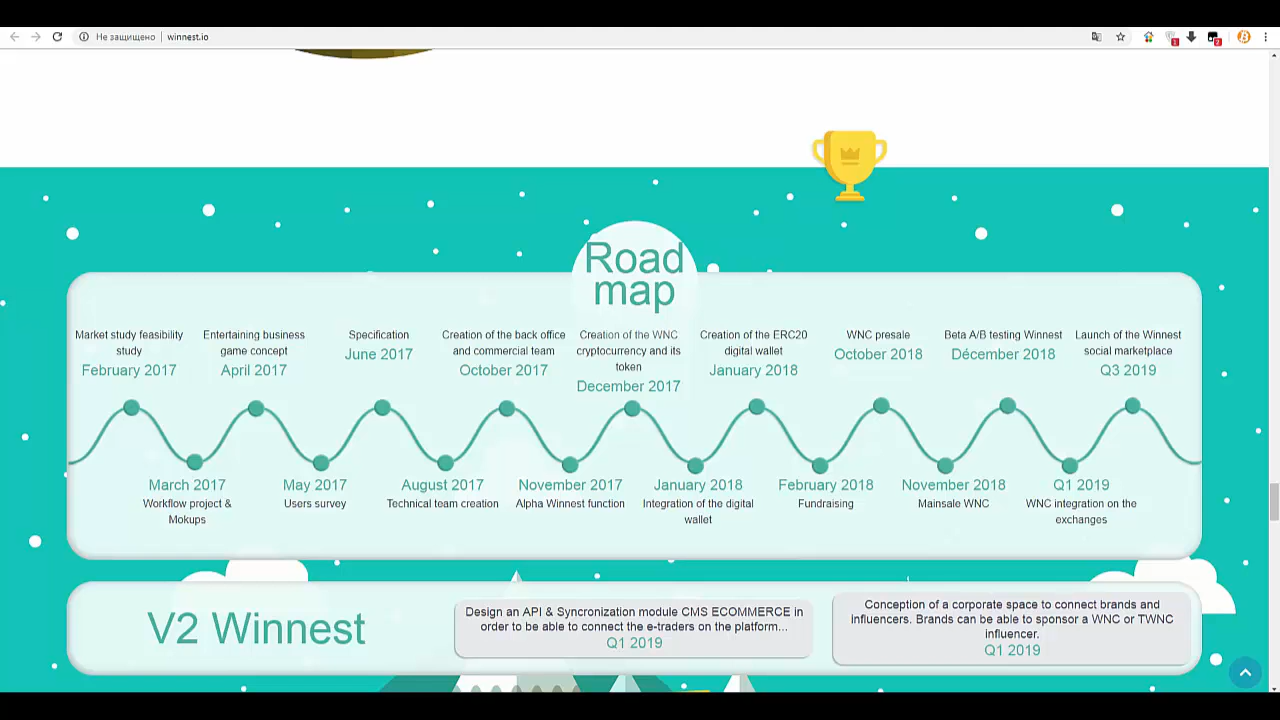 Не защищено
winnest.io
1
2
Road
map
Market study feasibility
study
February 2017
Entertaining business
game concept
April 2017
Specification
June 2017
Creation of the back office
and commercial team
October 2017
Creation of the WNC
cryptocurrency and its
token
December 2017
Creation of the ERC20
digital wallet
January 2018
WNC presale
October 2018
Beta A/B testing Winnest
Décember 2018
Launch of the Winnest
social marketplace
Q3 2019
March 2017
Workflow project &
Mokups
May 2017
Users survey
August 2017
Technical team creation
November 2017
Alpha Winnest function
January 2018
Integration of the digital
wallet
February 2018
Fundraising
November 2018
Mainsale WNC
Q1 2019
WNC integration on the
exchanges
V2 Winnest
Design an API & Syncronization module CMS ECOMMERCE in
order to be able to connect the e-traders on the platform...
Q1 2019
Conception of a corporate space to connect brands and
influencers. Brands can be able to sponsor a WNC or TWNC
influencer.
Q1 2019